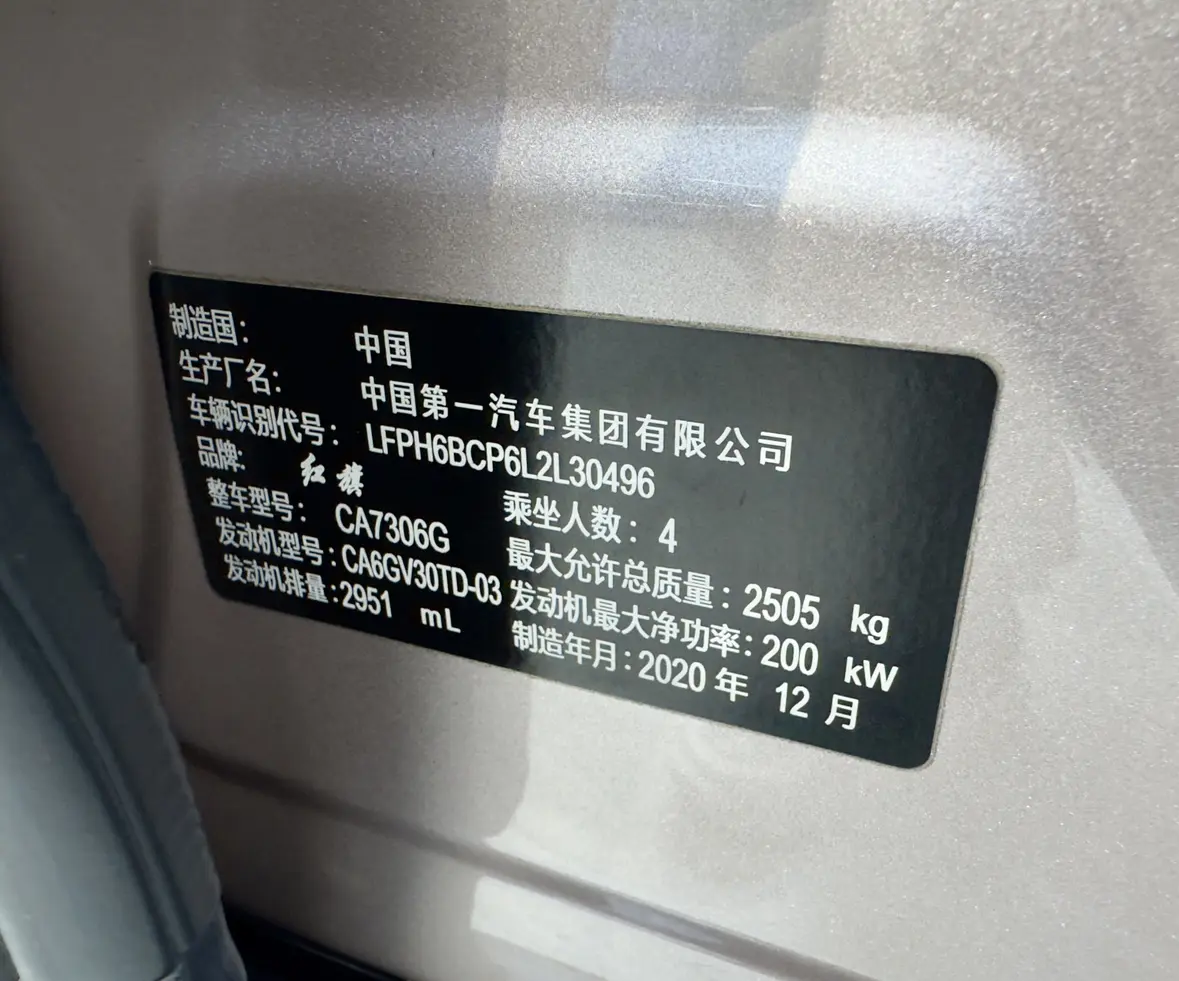 制造国： 中国
生产厂名： 中国第一汽车集团有限公司
车辆识别代号： LFPH6BCP6L2L30496
品牌: 红旗 乘坐人数： 4
整车型号： CA7306G 最大允许总质量：2505 kg
发动机型号：CA6GV30TD-03 发动机最大净功率：200 kW
发动机排量：2951 mL 制造年月：2020 年 12 月